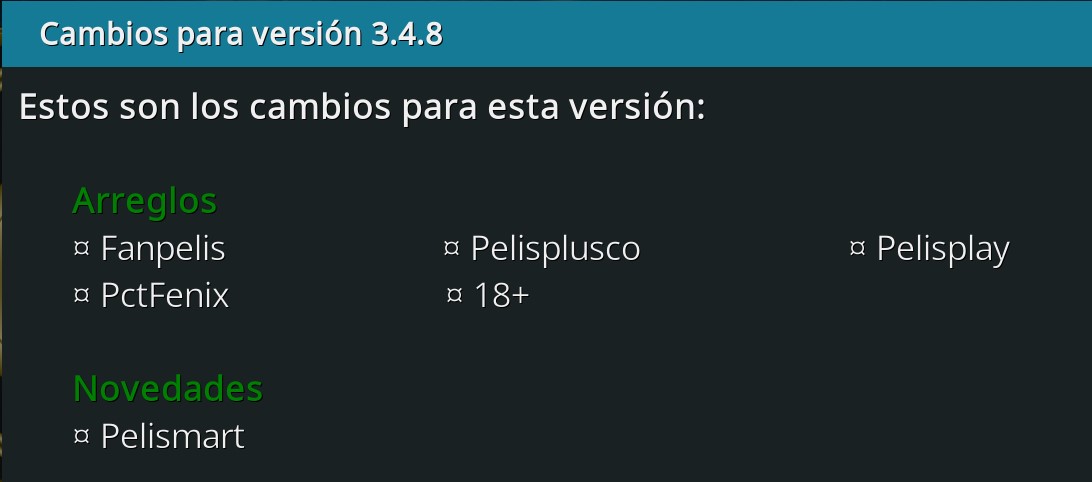 Cambios para versión 3.4.8
Estos son los cambios para esta versión:
Arreglos
¤ Fanpelis ¤ Pelisplusco ¤ Pelisplay
¤ PctFenix ¤ 18+
Novedades
¤ Pelismart